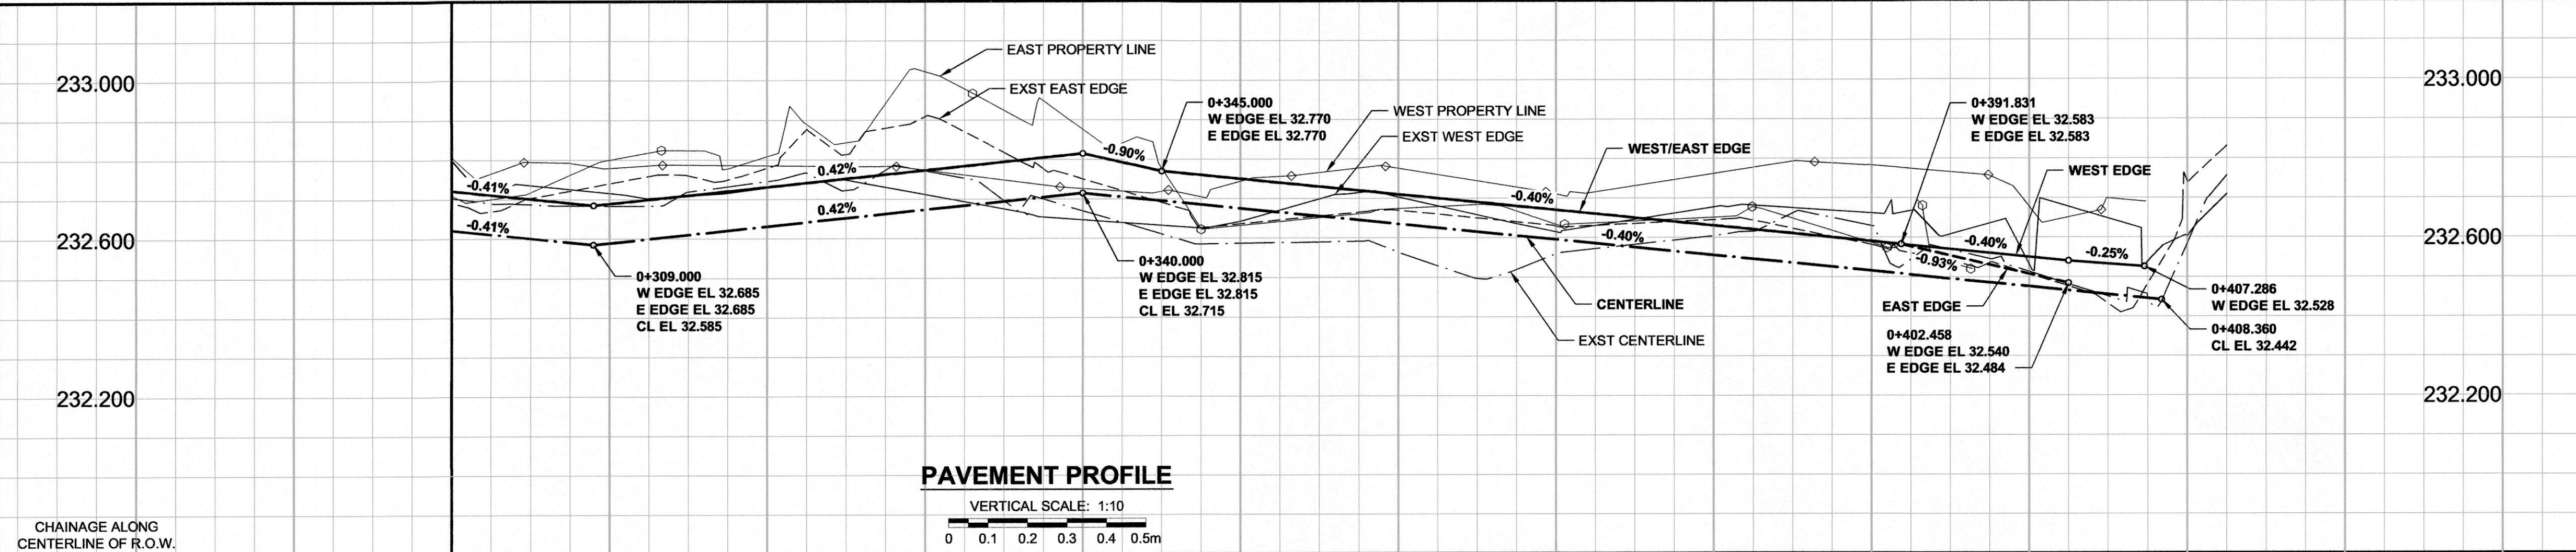 EAST PROPERTY LINE
233.000
233.000
EXST EAST EDGE
0+345.000
W EDGE EL 32.770
E EDGE EL 32.770
WEST PROPERTY LINE
EXST WEST EDGE
0+391.831
W EDGE EL 32.583
E EDGE EL 32.583
WEST/EAST EDGE
-0.90%
WEST EDGE
0.42%
-0.41%
-0.40%
0.42%
-0.41%
232.600
-0.40%
-0.40%
-0.25%
232.600
-0.93%
0+340.000
W EDGE EL 32.815
E EDGE EL 32.815
CL EL 32.715
0+309.000
W EDGE EL 32.685
E EDGE EL 32.685
CL EL 32.585
CENTERLINE
EAST EDGE
0+407.286
W EDGE EL 32.528
EXST CENTERLINE
0+402.458
W EDGE EL 32.540
E EDGE EL 32.484
0+408.360
CL EL 32.442
232.200
232.200
PAVEMENT PROFILE
VERTICAL SCALE: 1:10
0 0.1 0.2 0.3 0.4 0.5m
CHAINAGE ALONG
CENTERLINE OF R.O.W.